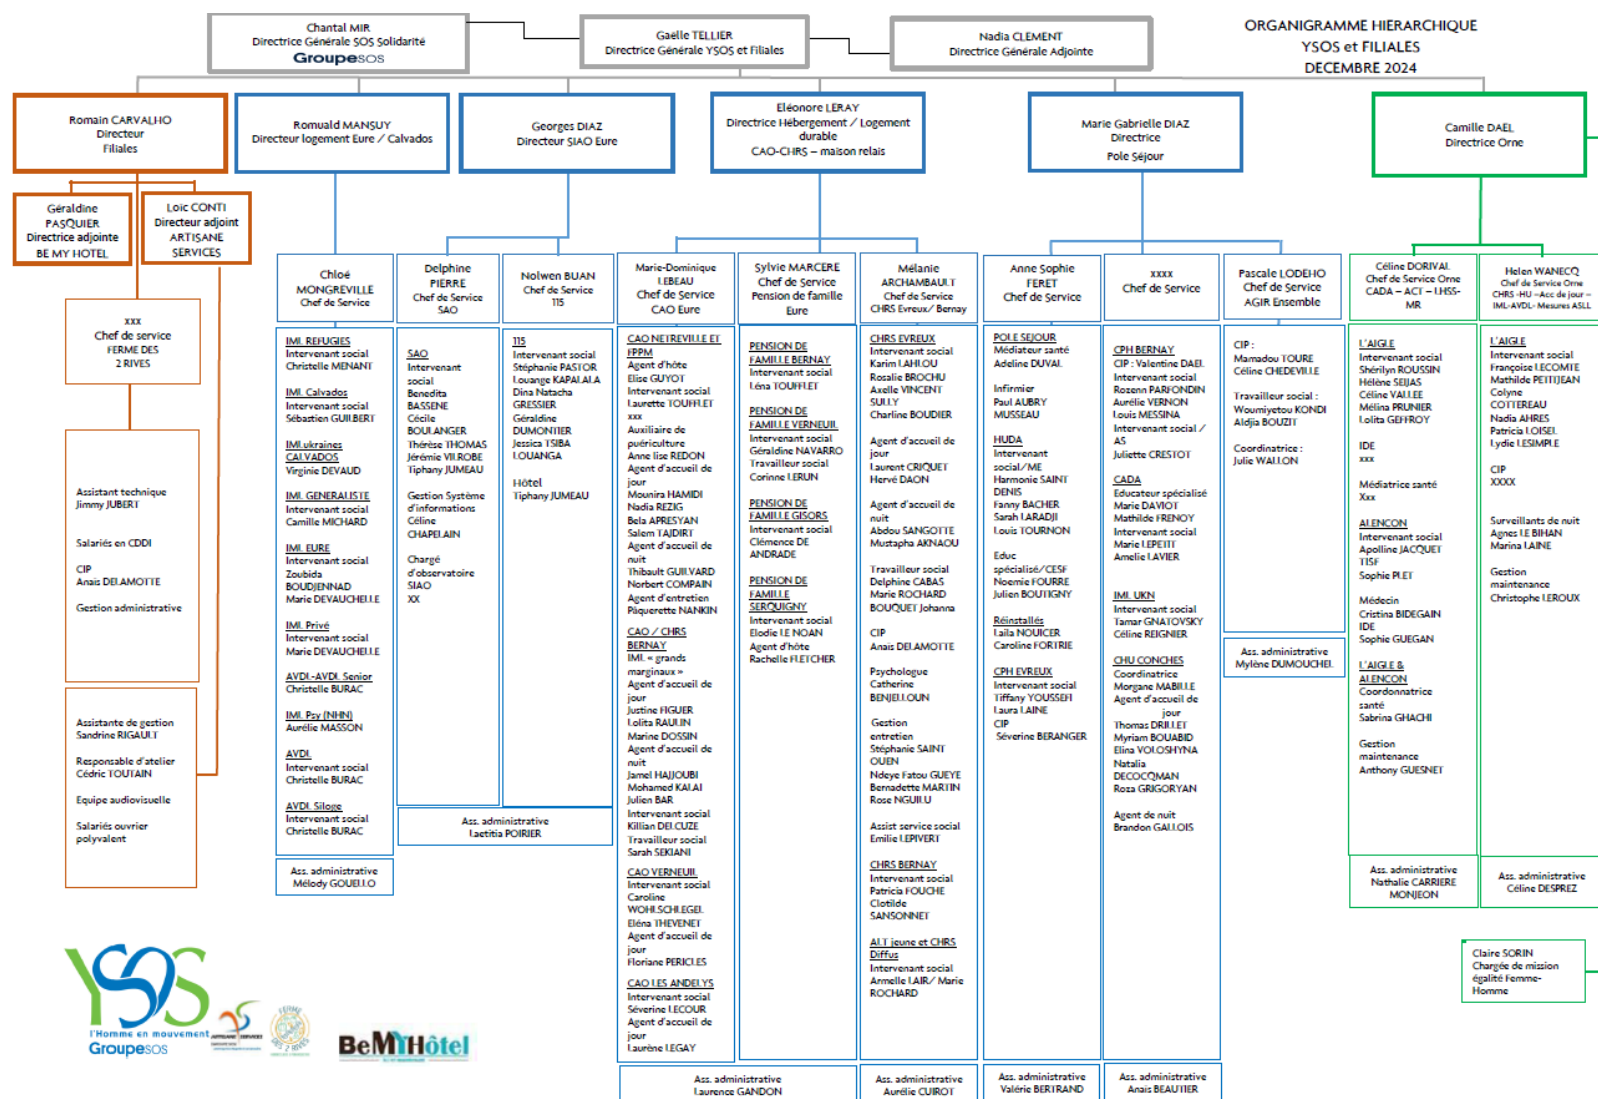 Chantal MIR
Directrice Générale SOS Solidarité
Groupesos
Gaëlle TELLIER
Directrice Générale YSOS et Filiales
Nadia CLEMENT
Directrice Générale Adjointe
ORGANIGRAMME HIERARCHIQUE
YSOS et FILIALES
DECEMBRE 2024
Romain CARVALHO
Directeur
Filiales
Romuald MANSUY
Directeur logement Eure / Calvados
Georges DIAZ
Directeur SIAO Eure
Eléonore LERAY
Directrice Hébergement / Logement
durable
CAO-CHRS – maison relais
Marie Gabrielle DIAZ
Directrice
Pole Séjour
Camille DAEL
Directrice Orne
Géraldine
PASQUIER
Directrice adjointe
BE MY HOTEL
Loïc CONTI
Directeur adjoint
ARTISANE
SERVICES
xxx
Chef de service
FERME DES
2 RIVES
Assistant technique
Jimmy JUBERT
Salariés en CDDI
CIP
Anais DELAMOTTE
Gestion administrative
Assistante de gestion
Sandrine RIGAULT
Responsable d'atelier
Cédric TOUTAIN
Equipe audiovisuelle
Salariés ouvrier
polyvalent
Chloé
MONGREVILLE
Chef de Service
IML REFUGIES
Intervenant social
Christelle MENANT
IML Calvados
Intervenant social
Sébastien GUILBERT
IML ukraines
CALVADOS
Virginie DEVAUD
IML GENERALISTE
Intervenant social
Camille MICHARD
IML EURE
Intervenant social
Zoubida
BOUDJENNAD
Marie DEVAUCHELLE
IML Privé
Intervenant social
Marie DEVAUCHELLE
AVDL-AVDL Senior
Christelle BURAC
IML Psy (NHN)
Aurélie MASSON
AVDL
Intervenant social
Christelle BURAC
AVDL Siloge
Intervenant social
Christelle BURAC
Ass. administrative
Mélody GOUELLO
Delphine
PIERRE
Chef de Service
SAO
SAO
Intervenant
social
Benedita
BASSENE
Cécile
BOULANGER
Thérèse THOMAS
Jérémie VILROBE
Tiphany JUMEAU
Gestion Système
d'informations
Céline
CHAPELAIN
Chargé
d'observatoire
SIAO
XX
Nolwen BUAN
Chef de Service
115
115
Intervenant social
Stéphanie PASTOR
Louange KAPALALA
Dina Natacha
GRESSIER
Géraldine
DUMONTIER
Jessica TSIBA
LOUANGA
Hôtel
Tiphany JUMEAU
Ass. administrative
Laetitia POIRIER
Marie-Dominique
LEBEAU
Chef de Service
CAO Eure
CAO NETREVILLE ET
FPPM
Agent d'hôte
Elise GUYOT
Intervenant social
Laurette TOUFFLET
xxx
Auxiliaire de
puériculture
Anne lise REDON
Agent d'accueil de
jour
Mounira HAMIDI
Nadia REZIG
Bela APRESYAN
Salem TAJDIRT
Agent d'accueil de
nuit
Thibault GUILVARD
Norbert COMPAIN
Agent d'entretien
Pâquerette NANKIN
CAO / CHRS
BERNAY
IML « grands
marginaux »
Agent d'accueil de
jour
Justine FIGUER
Lolita RAULIN
Marine DOSSIN
Agent d'accueil de
nuit
Jamel HAJJOUBI
Mohamed KALAI
Julien BAR
Intervenant social
Killian DELCUZE
Travailleur social
Sarah SEKIANI
CAO VERNEUIL
Intervenant social
Caroline
WOHLSCHLEGEL
Eléna THEVENET
Agent d'accueil de
jour
Floriane PERICLES
CAO LES ANDELYS
Intervenant social
Séverine LECOUR
Agent d'accueil de
jour
Laurène LEGAY
Sylvie MARCERE
Chef de Service
Pension de famille
Eure
PENSION DE
FAMILLE BERNAY
Intervenant social
Léna TOUFFLET
PENSION DE
FAMILLE VERNEUIL
Intervenant social
Géraldine NAVARRO
Travailleur social
Corinne LERUN
PENSION DE
FAMILLE GISORS
Intervenant social
Clémence DE
ANDRADE
PENSION DE
FAMILLE
SERQUIGNY
Intervenant social
Elodie LE NOAN
Agent d'hôte
Rachelle FLETCHER
Ass. administrative
Laurence GANDON
Mélanie
ARCHAMBAULT
Chef de Service
CHRS Evreux/ Bernay
CHRS EVREUX
Intervenant social
Karim LAHLOU
Rosalie BROCHU
Axelle VINCENT
SULLY
Charline BOUDIER
Agent d'accueil de
jour
Laurent CRIQUET
Hervé DAON
Agent d'accueil de
nuit
Abdou SANGOTTE
Mustapha AKNAOU
Travailleur social
Delphine CABAS
Marie ROCHARD
BOUQUET Johanna
CIP
Anais DELAMOTTE
Psychologue
Catherine
BENJELLOUN
Gestion
entretien
Stéphanie SAINT
OUEN
Ndeye Fatou GUEYE
Bernadette MARTIN
Rose NGUILU
Assist service social
Emilie LEPIVERT
CHRS BERNAY
Intervenant social
Patricia FOUCHE
Clotilde
SANSONNET
ALT jeune et CHRS
Diffus
Intervenant social
Armelle LAIR/ Marie
ROCHARD
Ass. administrative
Aurélie CUIROT
Anne Sophie
FERET
Chef de Service
POLE SEJOUR
Médiateur santé
Adeline DUVAL
Infirmier
Paul AUBRY
MUSSEAU
HUDA
Intervenant
social/ME
Harmonie SAINT
DENIS
Fanny BACHER
Sarah LARADJI
Louis TOURNON
Educ
spécialisé/CESF
Noemie FOURRE
Julien BOUTIGNY
Réinstallés
Laila NOUICER
Caroline FORTRIE
CPH EVREUX
Intervenant social
Tiffany YOUSSEFI
Laura LAINE
CIP
Séverine BERANGER
Ass. administrative
Valérie BERTRAND
xxxx
Chef de Service
CPH BERNAY
CIP : Valentine DAEL
Intervenant social
Rozenn PARFONDIN
Aurélie VERNON
Louis MESSINA
Intervenant social /
AS
Juliette CRESTOT
CADA
Educateur spécialisé
Marie DAVIOT
Mathilde FRENOY
Intervenant social
Marie LEPETIT
Amelie LAVIER
IML UKN
Intervenant social
Tamar GNATOVSKY
Céline REIGNIER
CHU CONCHES
Coordinatrice
Morgane MABILLE
Agent d'accueil de
jour
Thomas DRILLET
Myriam BOUABID
Elina VOLOSHYNA
Natalia
DECOCQMAN
Roza GRIGORYAN
Agent de nuit
Brandon GALLOIS
Ass. administrative
Anais BEAUTIER
Pascale LODEHO
Chef de Service
AGIR Ensemble
CIP :
Mamadou TOURE
Céline CHEDEVILLE
Travailleur social :
Woumiyetou KONDI
Aldjia BOUZIT
Coordinatrice :
Julie WALLON
Ass. administrative
Mylène DUMOUCHEL
Céline DORIVAL
Chef de Service Orne
CADA – ACT – LHSS-
MR
L'AIGLE
Intervenant social
Shérilyn ROUSSIN
Hélène SEIJAS
Céline VALLEE
Mélina PRUNIER
Lolita GEFFROY
IDE
xxx
Médiatrice santé
Xxx
ALENCON
Intervenant social
Apolline JACQUET
TISF
Sophie PLET
Médecin
Cristina BIDEGAIN
IDE
Sophie GUEGAN
L'AIGLE &
ALENCON
Coordonnatrice
santé
Sabrina GHACHI
Gestion
maintenance
Anthony GUESNET
Ass. administrative
Nathalie CARRIERE
MONJEON
Helen WANECQ
Chef de Service Orne
CHRS -HU –Acc de jour –
IML-AVDL- Mesures ASLL
L'AIGLE
Intervenant social
Françoise LECOMTE
Mathilde PETITJEAN
Colyne
COTTEREAU
Nadia AHRES
Patricia LOISEL
Lydie LESIMPLE
CIP
XXXX
Surveillants de nuit
Agnes LE BIHAN
Marina LAINE
Gestion
maintenance
Christophe LEROUX
Ass. administrative
Céline DESPREZ
Claire SORIN
Chargée de mission
égalité Femme-
Homme
YSOS
l'Homme en mouvement
Groupesos
ARTISANE SERVICES
FERME
DES 2 RIVES
BeMYHôtel